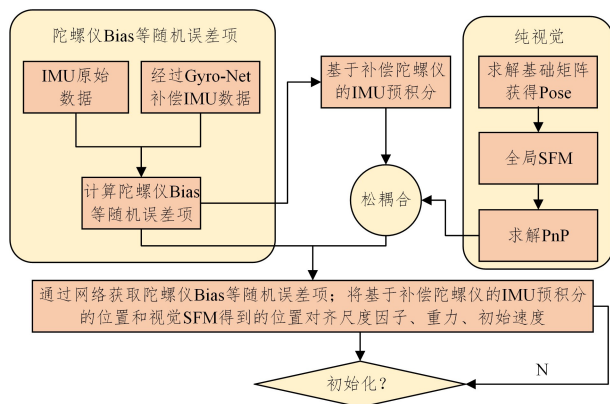 陀螺仪Bias等随机误差项
IMU原始
数据
经过Gyro-Net
补偿IMU数据
计算陀螺仪Bias
等随机误差项
基于补偿陀螺仪
的IMU预积分
松耦合
纯视觉
求解基础矩阵
获得Pose
全局SFM
求解PnP
通过网络获取陀螺仪Bias等随机误差项；将基于补偿陀螺仪的IMU预积分
的位置和视觉SFM得到的位置对齐尺度因子、重力、初始速度
初始化？
N